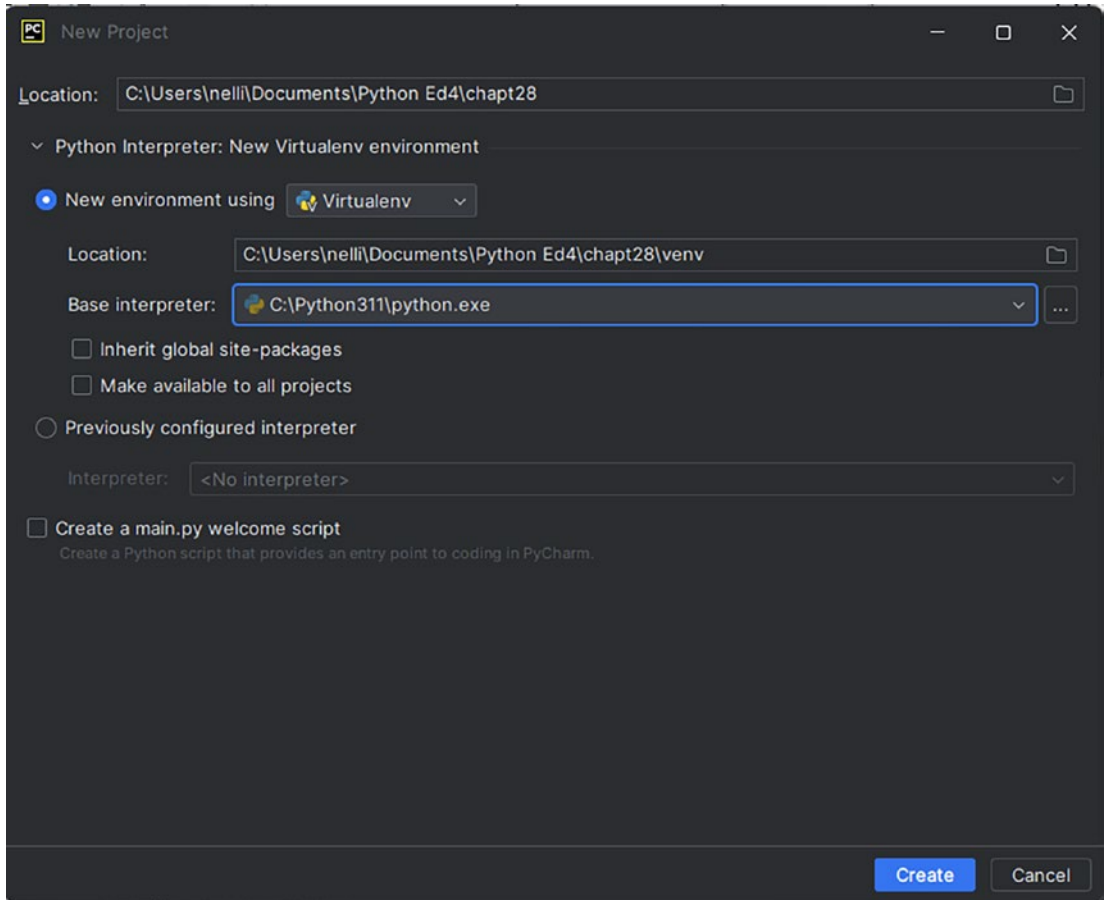 PC New Project
Location: C:\Users\nelli\Documents\Python Ed4\chapt28
Python Interpreter: New Virtualenv environment
New environment using Virtualenv
Location: C:\Users\nelli\Documents\Python Ed4\chapt28\venv
Base interpreter: C:\Python311\python.exe ...
Inherit global site-packages
Make available to all projects
Previously configured interpreter
Interpreter: <No interpreter>
Create a main.py welcome script
Create a Python script that provides an entry point to coding in PyCharm.
Create Cancel